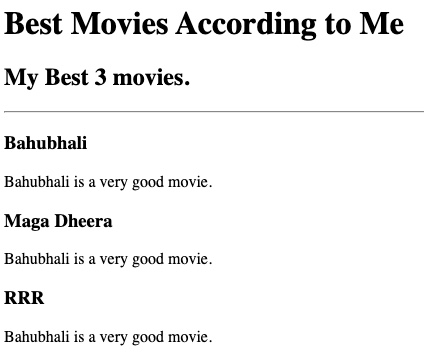 Best Movies According to Me
My Best 3 movies.
Bahubhali
Bahubhali is a very good movie.
Maga Dheera
Bahubhali is a very good movie.
RRR
Bahubhali is a very good movie.